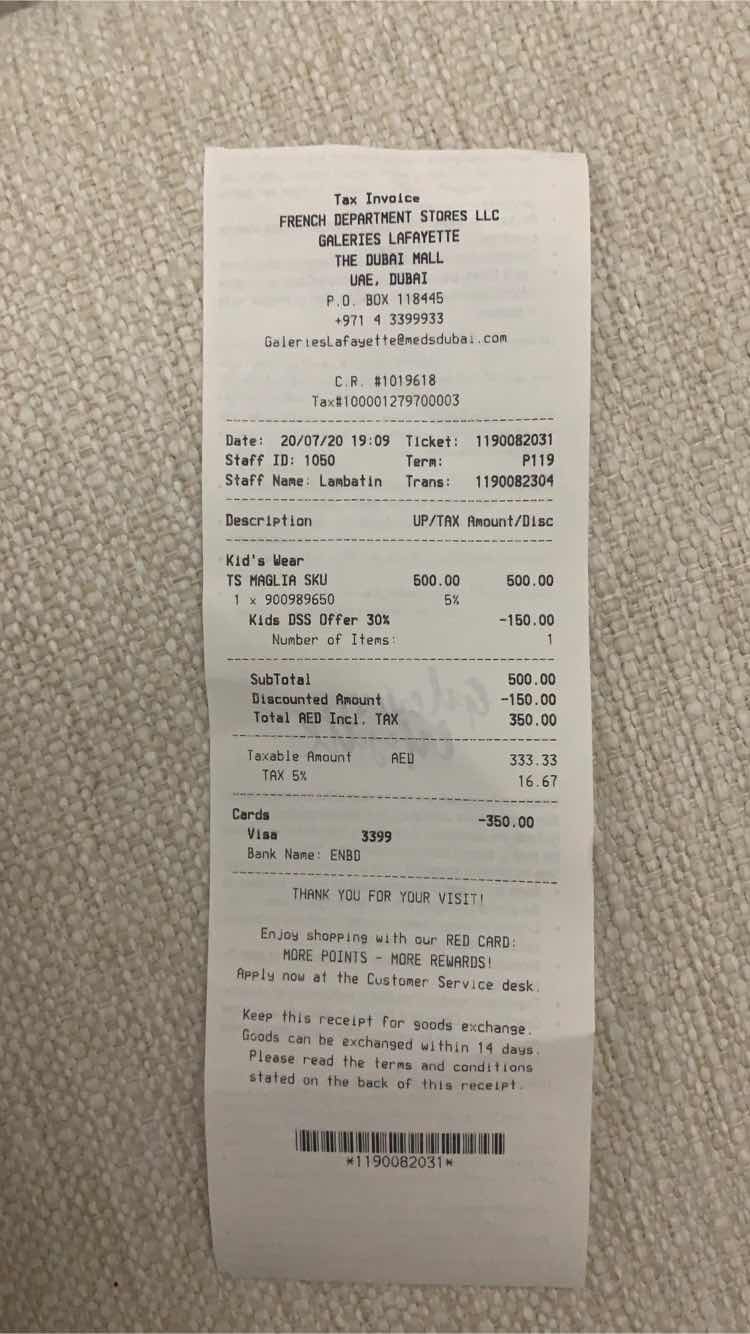 Tax Invoice
FRENCH DEPARTMENT STORES LLC
GALERIES LAFAYETTE
THE DUBAI MALL
UAE, DUBAI
P.O. BOX 118445
+971 4 3399933
GaleriesLafayette@medsdubai.com
C.R. #1019618
Tax#100001279700003
Date: 20/07/20 19:09 Ticket: 1190082031
Staff ID: 1050 Term: P119
Staff Name: Lambatin Trans: 1190082304
Description UP/TAX Amount/Disc
Kid's Wear
TS MAGLIA SKU 500.00 500.00
1 x 900989650 5%
Kids DSS Offer 30% -150.00
Number of Items: 1
SubTotal 500.00
Discounted Amount -150.00
Total AED Incl. TAX 350.00
Taxable Amount AED 333.33
TAX 5% 16.67
Cards -350.00
Visa 3399
Bank Name: ENBD
THANK YOU FOR YOUR VISIT!
Enjoy shopping with our RED CARD:
MORE POINTS - MORE REWARDS!
Apply now at the Customer Service desk.
Keep this receipt for goods exchange.
Goods can be exchanged within 14 days.
Please read the terms and conditions
stated on the back of this receipt.
*1190082031*